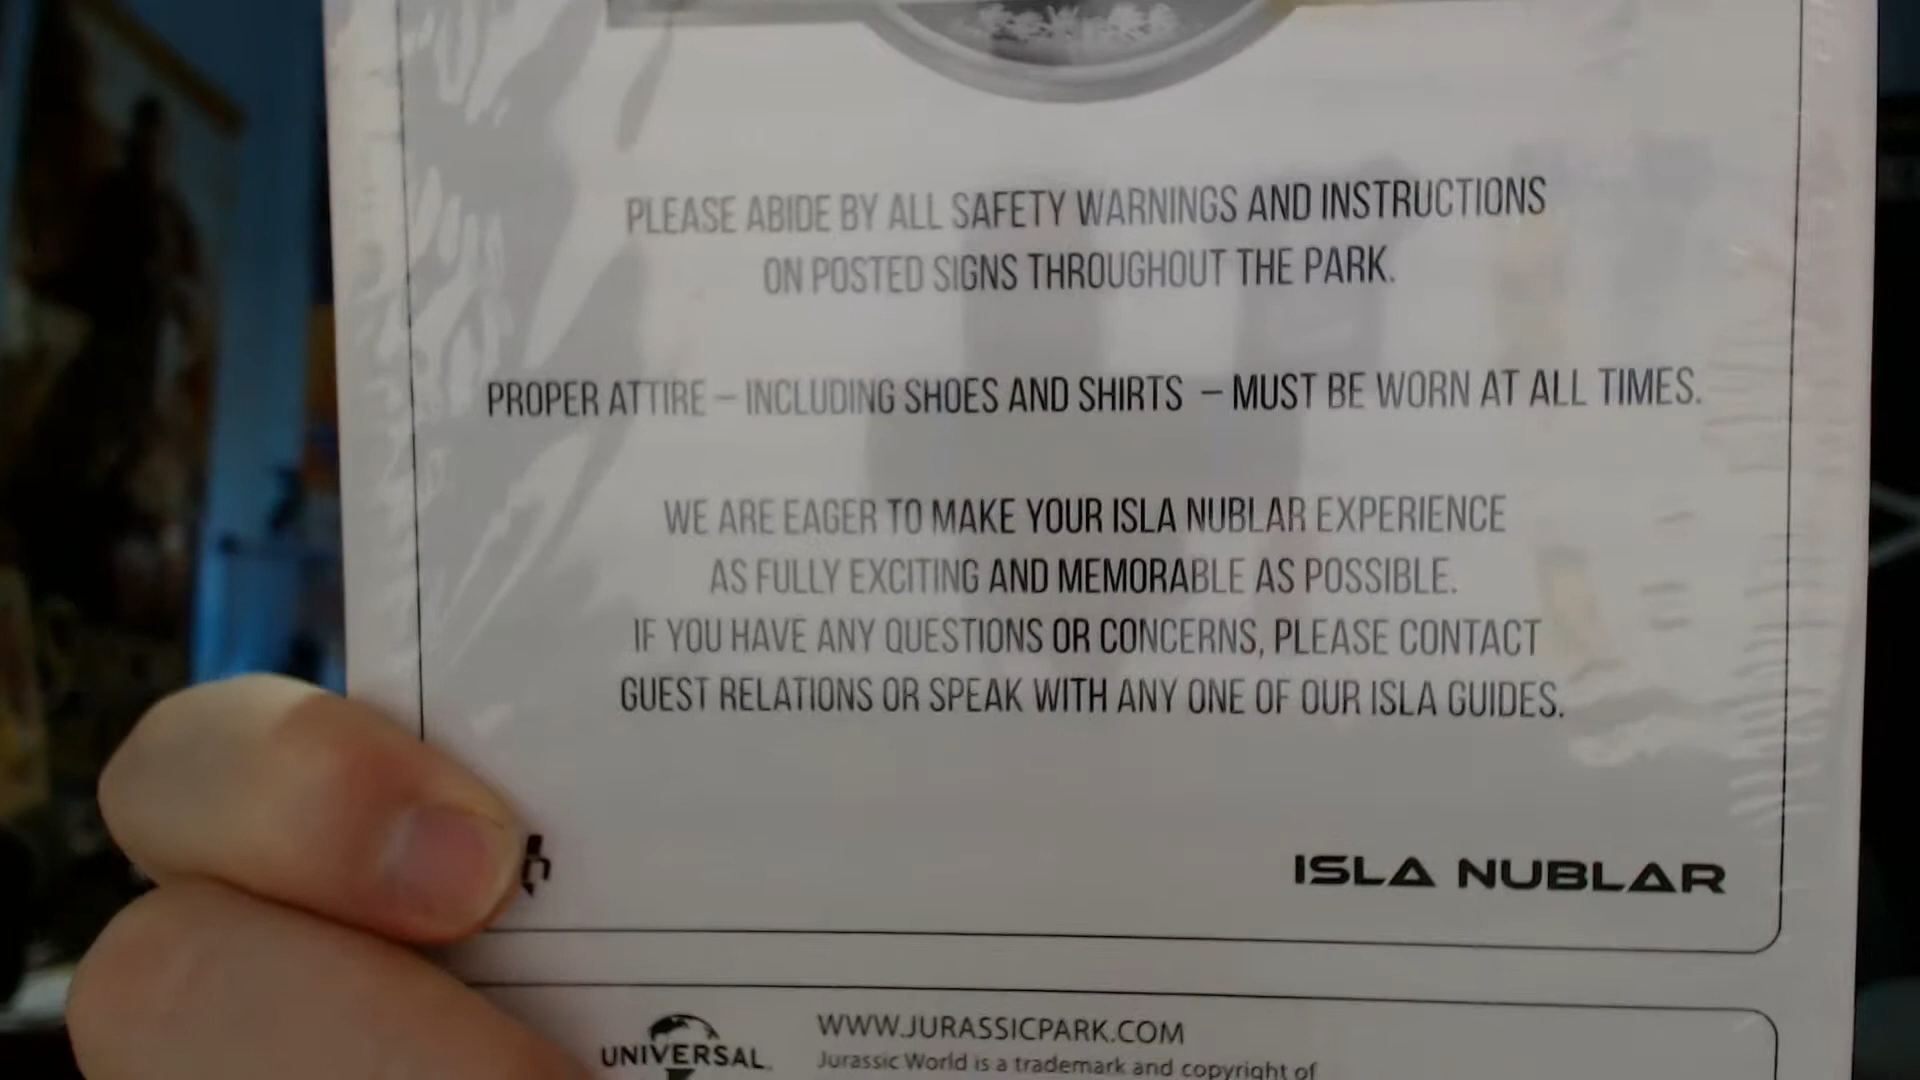 PLEASE ABIDE BY ALL SAFETY WARNINGS AND INSTRUCTIONS
ON POSTED SIGNS THROUGHOUT THE PARK.
PROPER ATTIRE – INCLUDING SHOES AND SHIRTS – MUST BE WORN AT ALL TIMES.
WE ARE EAGER TO MAKE YOUR ISLA NUBLAR EXPERIENCE
AS FULLY EXCITING AND MEMORABLE AS POSSIBLE.
IF YOU HAVE ANY QUESTIONS OR CONCERNS, PLEASE CONTACT
GUEST RELATIONS OR SPEAK WITH ANY ONE OF OUR ISLA GUIDES.
ISLA NUBLAR
UNIVERSAL
WWW.JURASSICPARK.COM
Jurassic World is a trademark and copyright of